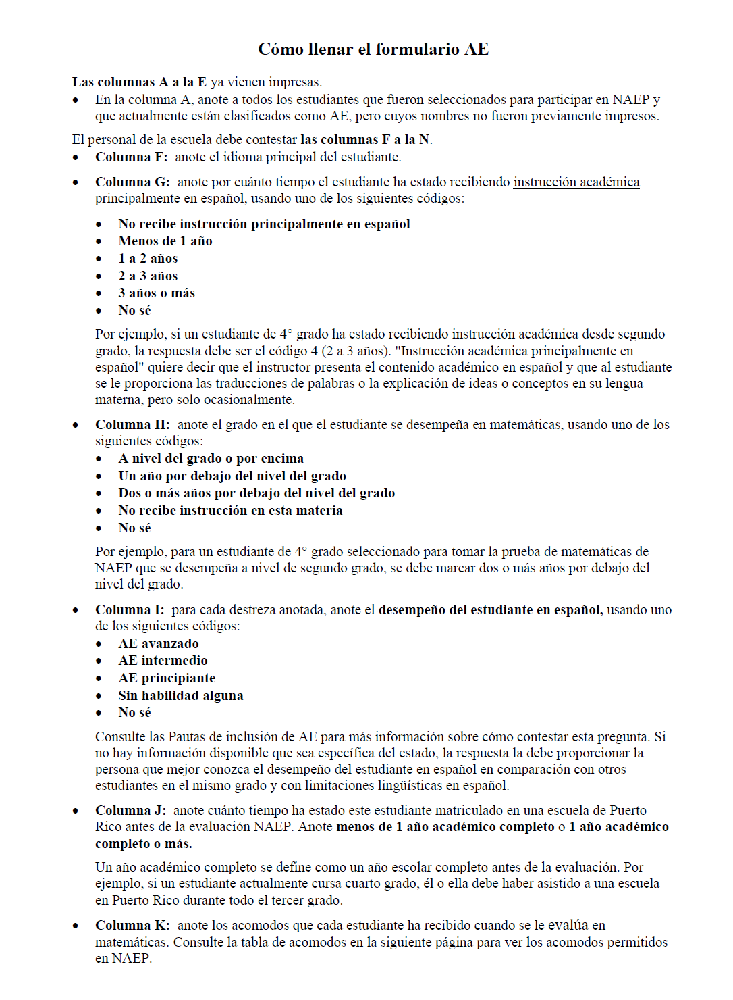 Cómo llenar el formulario AE
Las columnas A a la E ya vienen impresas.
• En la columna A, anote a todos los estudiantes que fueron seleccionados para participar en NAEP y
que actualmente están clasificados como AE, pero cuyos nombres no fueron previamente impresos.
El personal de la escuela debe contestar las columnas F a la N.
• Columna F: anote el idioma principal del estudiante.
• Columna G: anote por cuánto tiempo el estudiante ha estado recibiendo instrucción académica
principalmente en español, usando uno de los siguientes códigos:
• No recibe instrucción principalmente en español
• Menos de 1 año
• 1 a 2 años
• 2 a 3 años
• 3 años o más
• No sé
Por ejemplo, si un estudiante de 4° grado ha estado recibiendo instrucción académica desde segundo
grado, la respuesta debe ser el código 4 (2 a 3 años). "Instrucción académica principalmente en
español" quiere decir que el instructor presenta el contenido académico en español y que al estudiante
se le proporciona las traducciones de palabras o la explicación de ideas o conceptos en su lengua
materna, pero solo ocasionalmente.
• Columna H: anote el grado en el que el estudiante se desempeña en matemáticas, usando uno de los
siguientes códigos:
• A nivel del grado o por encima
• Un año por debajo del nivel del grado
• Dos o más años por debajo del nivel del grado
• No recibe instrucción en esta materia
• No sé
Por ejemplo, para un estudiante de 4° grado seleccionado para tomar la prueba de matemáticas de
NAEP que se desempeña a nivel de segundo grado, se debe marcar dos o más años por debajo del
nivel del grado.
• Columna I: para cada destreza anotada, anote el desempeño del estudiante en español, usando uno
de los siguientes códigos:
• AE avanzado
• AE intermedio
• AE principiante
• Sin habilidad alguna
• No sé
Consulte las Pautas de inclusión de AE para más información sobre cómo contestar esta pregunta. Si
no hay información disponible que sea específica del estado, la respuesta la debe proporcionar la
persona que mejor conozca el desempeño del estudiante en español en comparación con otros
estudiantes en el mismo grado y con limitaciones lingüísticas en español.
• Columna J: anote cuánto tiempo ha estado este estudiante matriculado en una escuela de Puerto
Rico antes de la evaluación NAEP. Anote menos de 1 año académico completo o 1 año académico
completo o más.
Un año académico completo se define como un año escolar completo antes de la evaluación. Por
ejemplo, si un estudiante actualmente cursa cuarto grado, él o ella debe haber asistido a una escuela
en Puerto Rico durante todo el tercer grado.
• Columna K: anote los acomodos que cada estudiante ha recibido cuando se le evalúa en
matemáticas. Consulte la tabla de acomodos en la siguiente página para ver los acomodos permitidos
en NAEP.